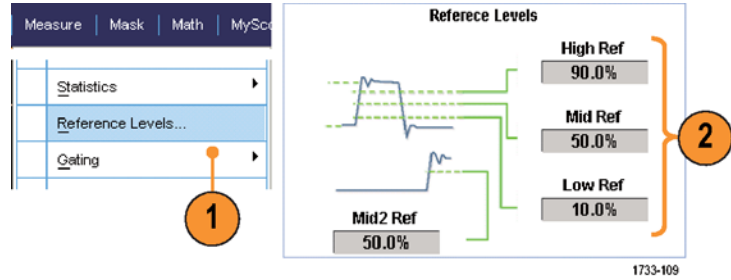 Measure | Mask | Math | MySco
Statistics
Reference Levels...
Gating
1
Referece Levels
High Ref
90.0%
Mid Ref
50.0%
Low Ref
10.0%
Mid2 Ref
50.0%
2
1733-109